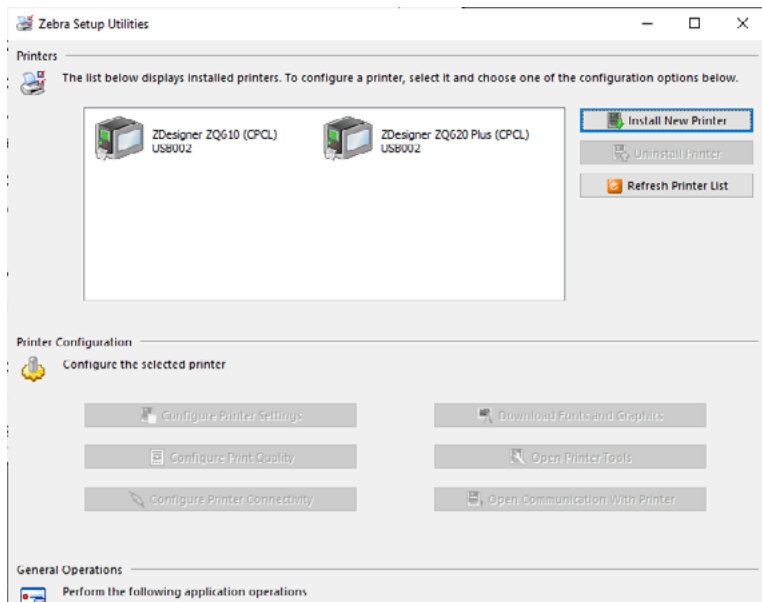 Zebra Setup Utilities
Printers
The list below displays installed printers. To configure a printer, select it and choose one of the configuration options below.
ZDesigner ZQ610 (CPCL)
USB002
ZDesigner ZQ620 Plus (CPCL)
USB002
Install New Printer
Uninstall Printer
Refresh Printer List
Printer Configuration
Configure the selected printer
Configure Printer Settings
Download Fonts and Graphics
Configure Print Quality
Open Printer Tools
Configure Printer Connectivity
Open Communication With Printer
General Operations
Perform the following application operations